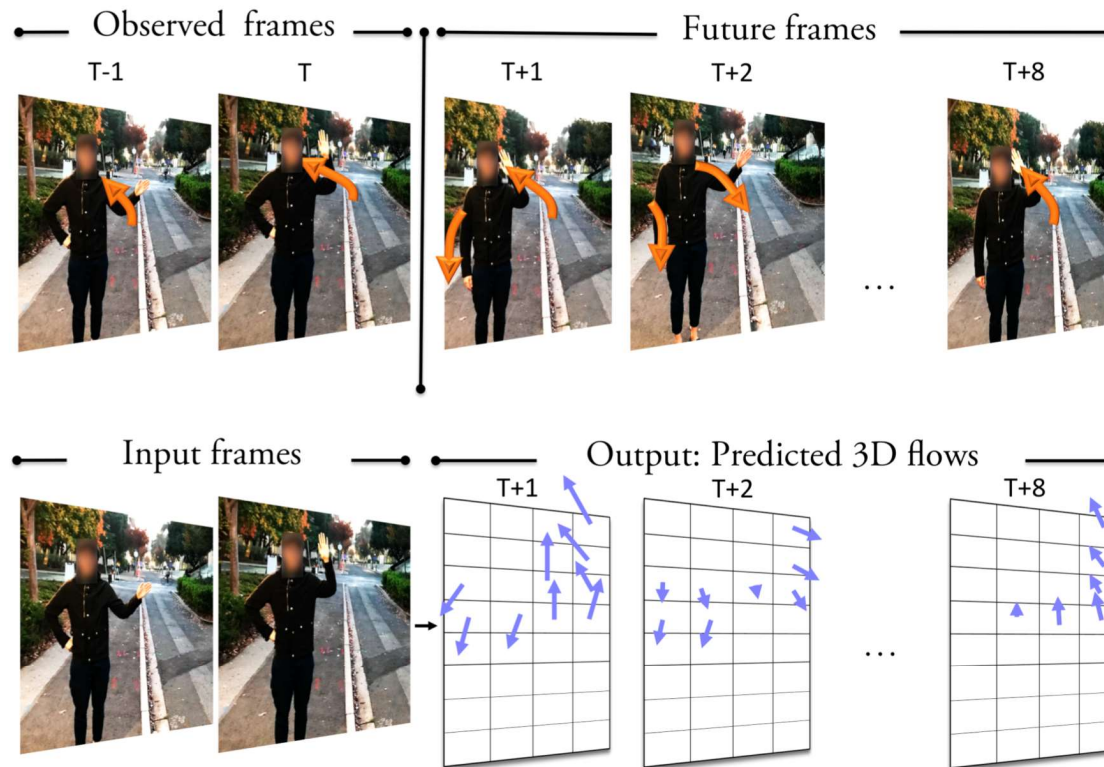 Observed frames
Future frames
T-1
T
T+1
T+2
T+8
...
Input frames
Output: Predicted 3D flows
T+1
T+2
T+8
...